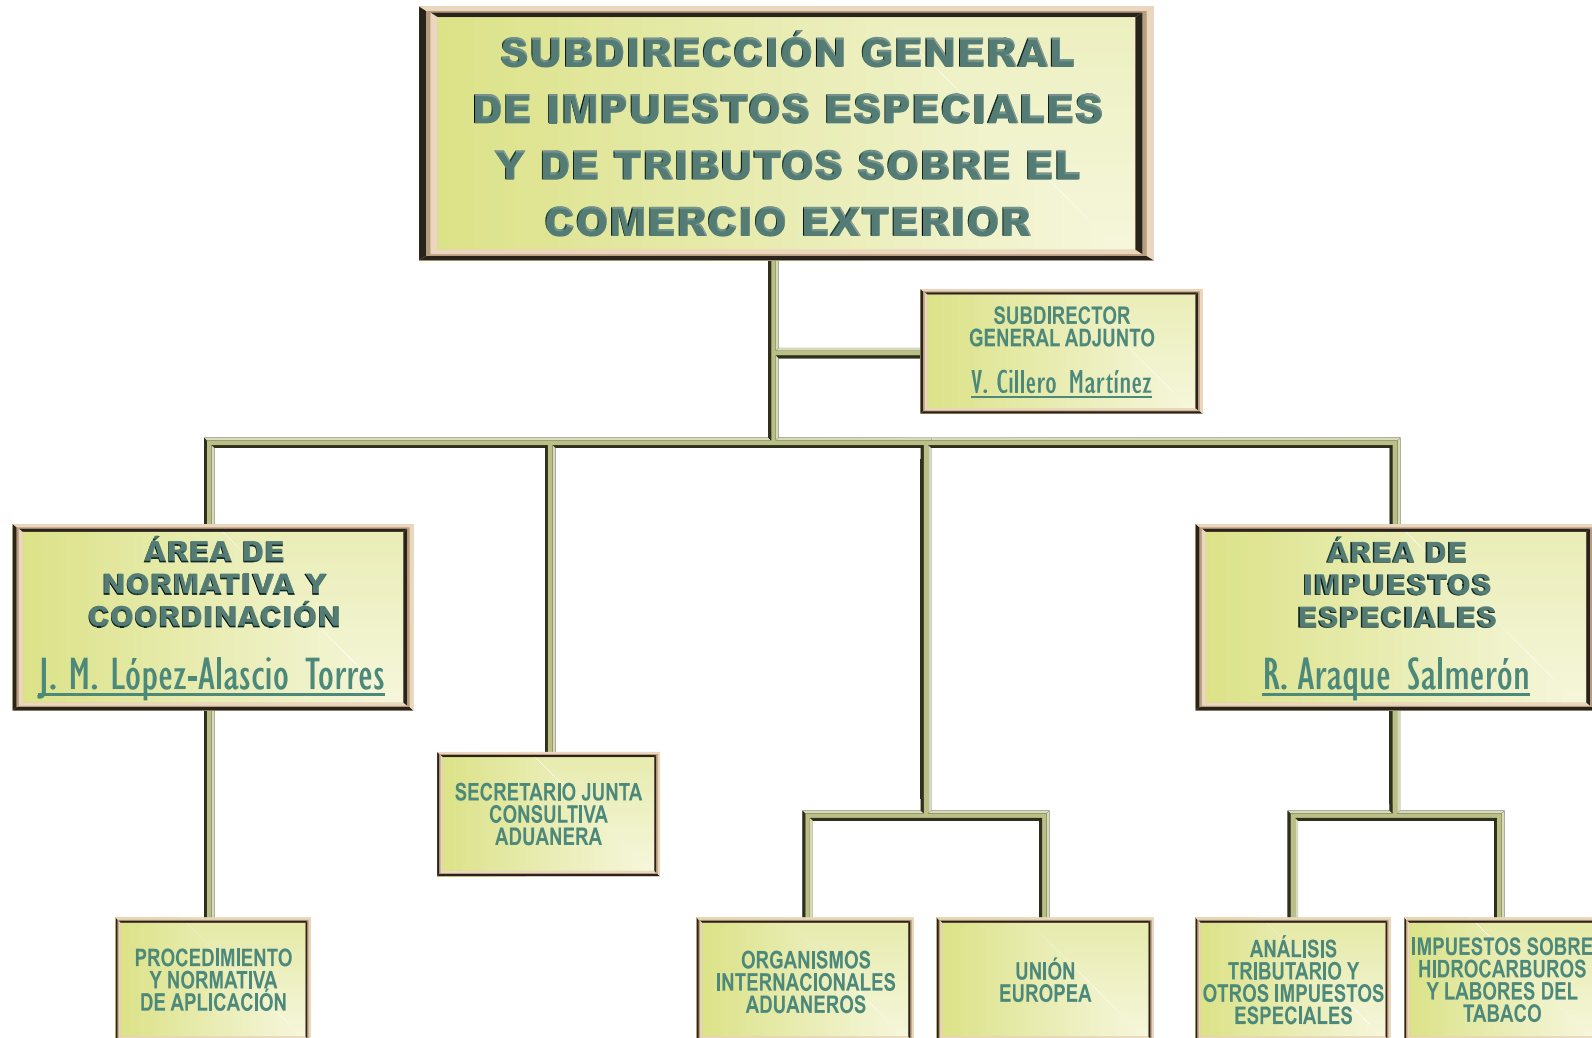 SUBDIRECCIÓN GENERAL
DE IMPUESTOS ESPECIALES
Y DE TRIBUTOS SOBRE EL
COMERCIO EXTERIOR
SUBDIRECTOR
GENERAL ADJUNTO
V. Cillero Martínez
ÁREA DE
NORMATIVA Y
COORDINACIÓN
J. M. López-Alascio Torres
ÁREA DE
IMPUESTOS
ESPECIALES
R. Araque Salmerón
SECRETARIO JUNTA
CONSULTIVA
ADUANERA
PROCEDIMIENTO
Y NORMATIVA
DE APLICACIÓN
ORGANISMOS
INTERNACIONALES
ADUANEROS
UNIÓN
EUROPEA
ANÁLISIS
TRIBUTARIO Y
OTROS IMPUESTOS
ESPECIALES
IMPUESTOS SOBRE
HIDROCARBUROS
Y LABORES DEL
TABACO